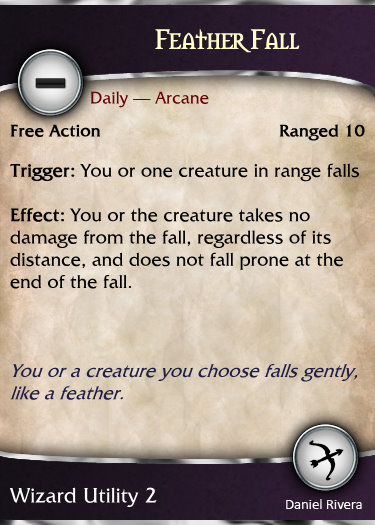 Feather Fall
Daily — Arcane
Free Action Ranged 10
Trigger: You or one creature in range falls
Effect: You or the creature takes no
damage from the fall, regardless of its
distance, and does not fall prone at the
end of the fall.
You or a creature you choose falls gently,
like a feather.
Wizard Utility 2
Daniel Rivera